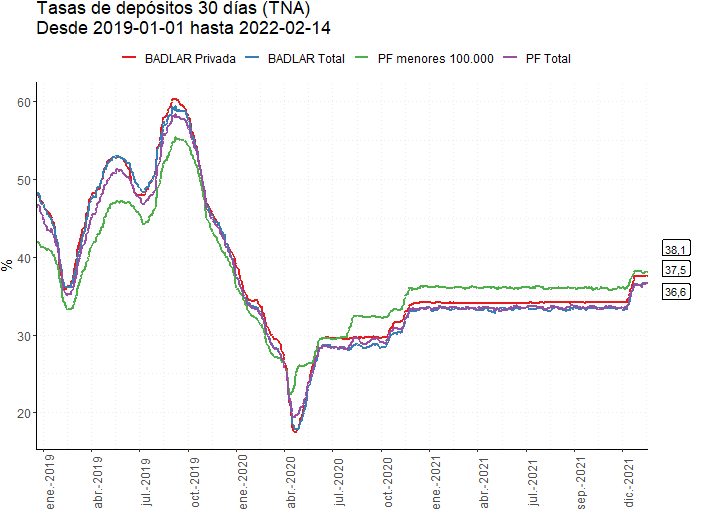 Tasas de depósitos 30 días (TNA)
Desde 2019-01-01 hasta 2022-02-14
BADLAR Privada BADLAR Total PF menores 100.000 PF Total
%
60
50
40
30
20
38,1
37,5
36,6
ene.-2019
abr.-2019
jul.-2019
oct.-2019
ene.-2020
abr.-2020
jul.-2020
oct.-2020
ene.-2021
abr.-2021
jul.-2021
sep.-2021
dic.-2021